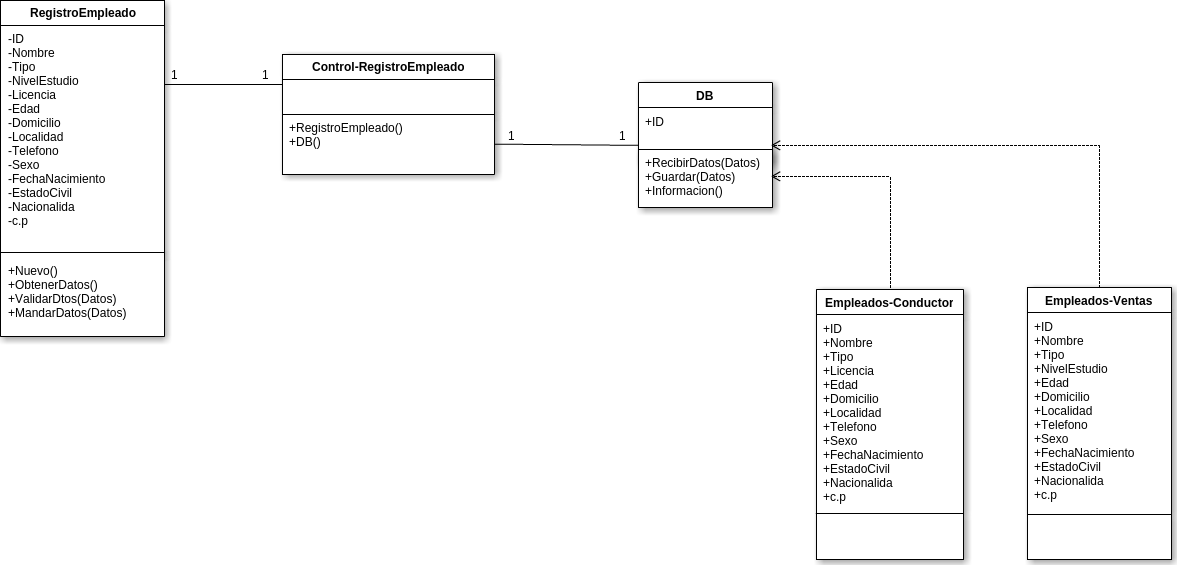 RegistroEmpleado
-ID
-Nombre
-Tipo
-NivelEstudio
-Licencia
-Edad
-Domicilio
-Localidad
-Telefono
-Sexo
-FechaNacimiento
-EstadoCivil
-Nacionalida
-c.p
+Nuevo()
+ObtenerDatos()
+ValidarDtos(Datos)
+MandarDatos(Datos)
1
1
Control-RegistroEmpleado
+RegistroEmpleado()
+DB()
1
1
DB
+ID
+RecibirDatos(Datos)
+Guardar(Datos)
+Informacion()
Empleados-Conductor
+ID
+Nombre
+Tipo
+Licencia
+Edad
+Domicilio
+Localidad
+Telefono
+Sexo
+FechaNacimiento
+EstadoCivil
+Nacionalida
+c.p
Empleados-Ventas
+ID
+Nombre
+Tipo
+NivelEstudio
+Edad
+Domicilio
+Localidad
+Telefono
+Sexo
+FechaNacimiento
+EstadoCivil
+Nacionalida
+c.p